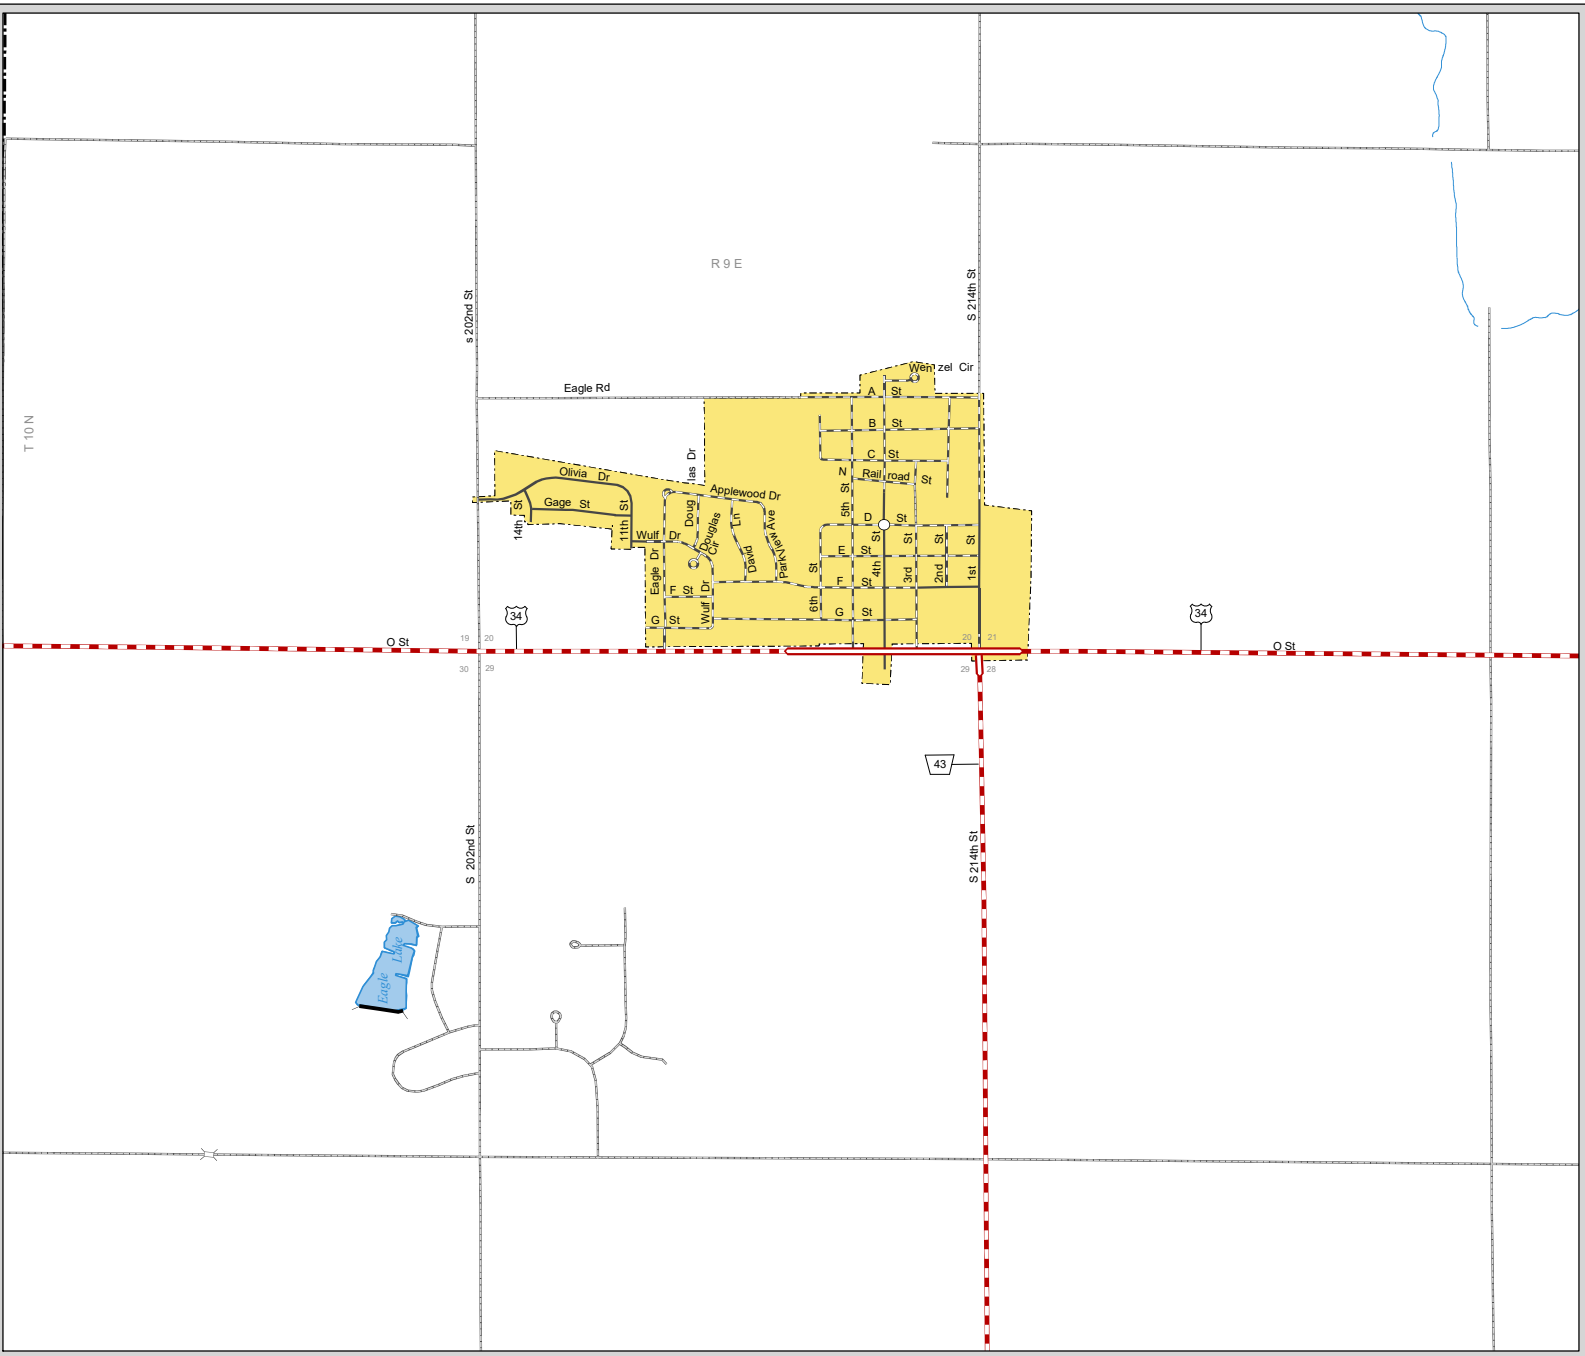 R 9 E
S 214th St
s 202nd St
Wenzel Cir
Eagle Rd
A St
T 10 N
B St
C St
las Dr
Olivia Dr
N
Rail road St
Applewood Dr
Gage St
14th St
11th St
Doug
Douglas
Cir
Ln
David
ParkView Ave
5th St
D St
Wulf Dr
E St
4th St
3rd St
2nd St
1st St
Eagle Dr
F St
Wulf Dr
F St
6th St
G St
G St
34
34
19 20
20 21
O St
O St
30 29
29 28
43
S 202nd St
S 214th St
Eagle Lake